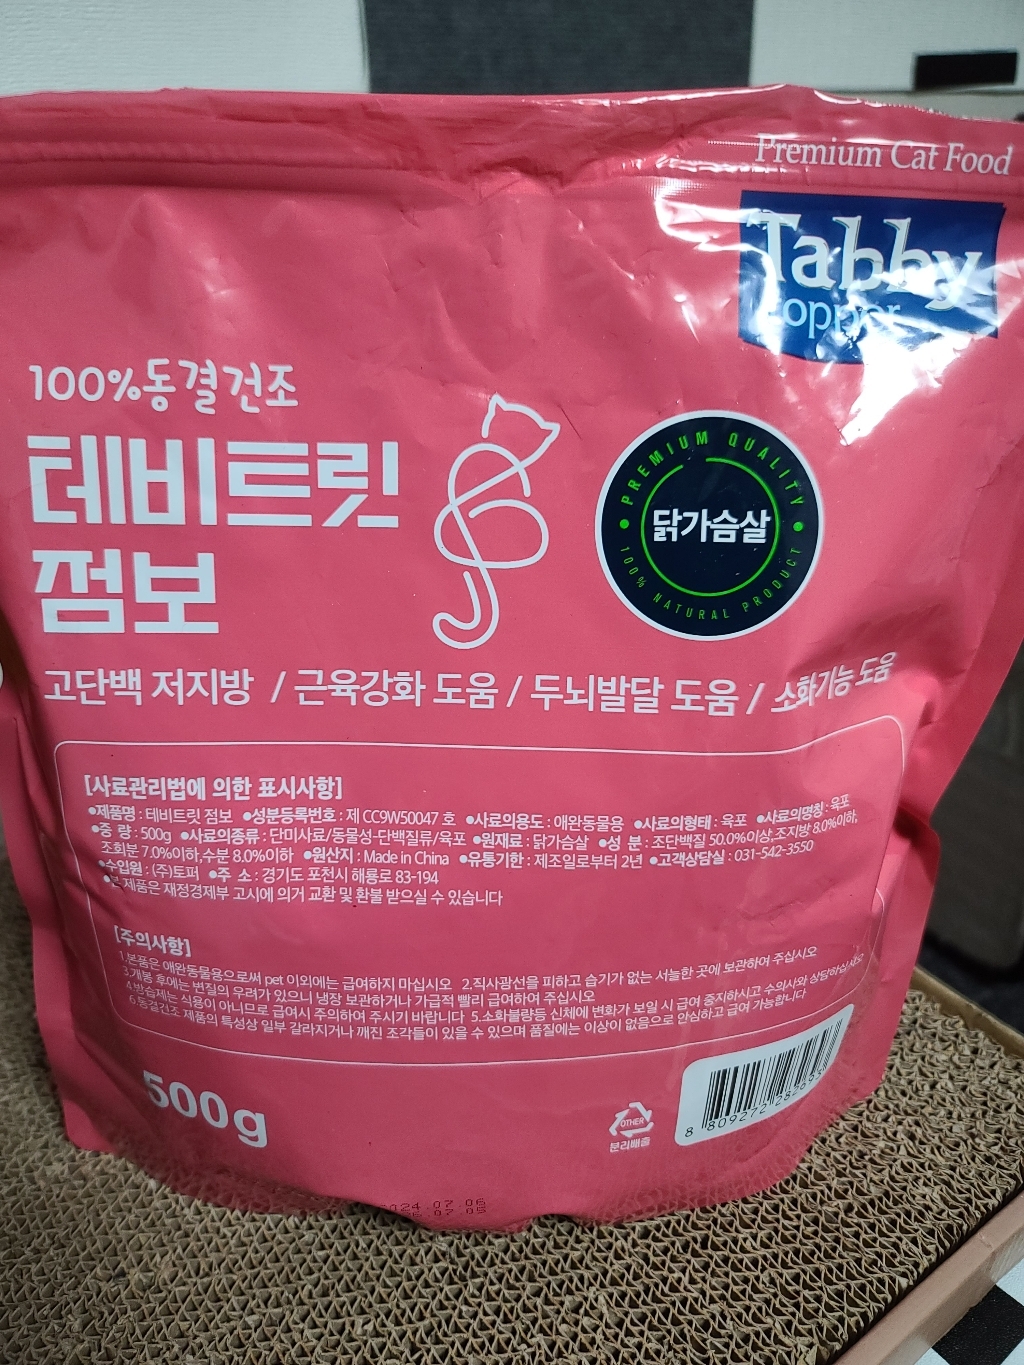 Premium Cat Food
Tabby
Topper
100%동결건조
테비트릿
점보
PREMIUM QUALITY
닭가슴살
100% NATURAL PRODUCT
고단백 저지방 / 근육강화 도움 / 두뇌발달 도움 / 소화기능 도움
[사료관리법에 의한 표시사항]
●제품명 : 테비트릿 점보 ●성분등록번호 : 제 CC9W50047 호 ●사료의용도 : 애완동물용 ●사료의형태 : 육포 ●사료의명칭 : 육포
●중 량 : 500g ●사료의종류 : 단미사료/동물성-단백질류/육포 ●원재료 : 닭가슴살 ●성 분 : 조단백질 50.0%이상,조지방 8.0%이하,
조회분 7.0%이하,수분 8.0%이하 ●원산지 : Made in China ●유통기한 : 제조일로부터 2년 ●고객상담실 : 031-542-3550
●수입원 : (주)토퍼 ●주 소 : 경기도 포천시 해룡로 83-194
●본 제품은 재정경제부 고시에 의거 교환 및 환불 받으실 수 있습니다
[주의사항]
1.본품은 애완동물용으로써 pet 이외에는 급여하지 마십시오 2.직사광선을 피하고 습기가 없는 서늘한 곳에 보관하여 주십시오
3.개봉 후에는 변질의 우려가 있으니 냉장 보관하거나 가급적 빨리 급여하여 주십시오
4.방습제는 식용이 아니므로 급여시 주의하여 주시기 바랍니다 5.소화불량등 신체에 변화가 보일 시 급여 중지하시고 수의사와 상담하십시오
6.동결건조 제품의 특성상 일부 갈라지거나 깨진 조각들이 있을 수 있으며 품질에는 이상이 없음으로 안심하고 급여 가능합니다
500g
OTHER
분리배출
8 809272
2024.07.06